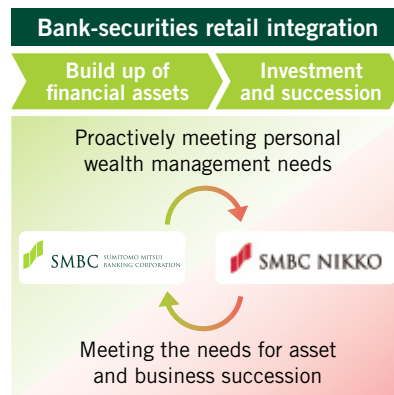 Bank-securities retail integration
Build up of
financial assets
Investment
and succession
Proactively meeting personal
wealth management needs
SMBC SUMITOMO MITSUI
BANKING CORPORATION
SMBC NIKKO
Meeting the needs for asset
and business succession